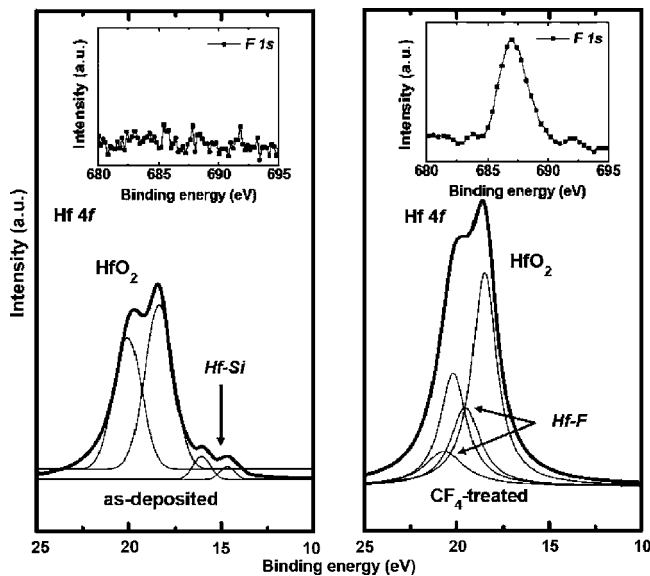 F 1s
Intensity (a.u.)
680 685 690 695
Binding energy (eV)
Hf 4f
HfO2
Hf-Si
as-deposited
25 20 15 10
F 1s
Intensity (a.u.)
680 685 690 695
Binding energy (eV)
Hf 4f
HfO2
Hf-F
CF4-treated
25 20 15 10
Intensity (a.u.)
Binding energy (eV)